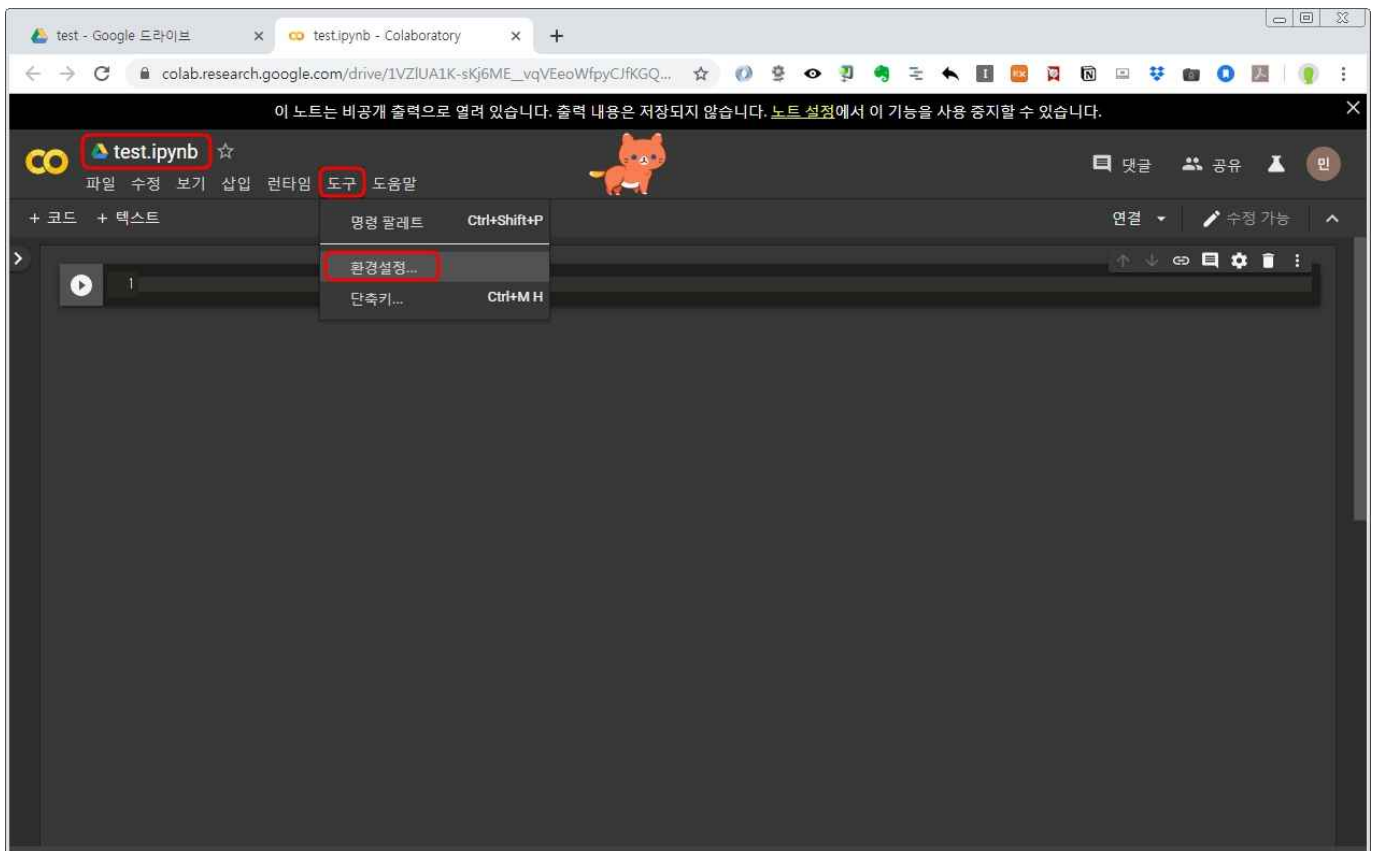 test - Google 드라이브
test.ipynb - Colaboratory
colab.research.google.com/drive/1VZlUA1K-sKj6ME_vqVEeoWfpyCJfKGQ...
이 노트는 비공개 출력으로 열려 있습니다. 출력 내용은 저장되지 않습니다. 노트 설정에서 이 기능을 사용 중지할 수 있습니다.
test.ipynb
댓글 공유 민
파일 수정 보기 삽입 런타임 도구 도움말
+ 코드 + 텍스트
연결 수정 가능
명령 팔레트 Ctrl+Shift+P
환경설정...
단축키... Ctrl+M H
1